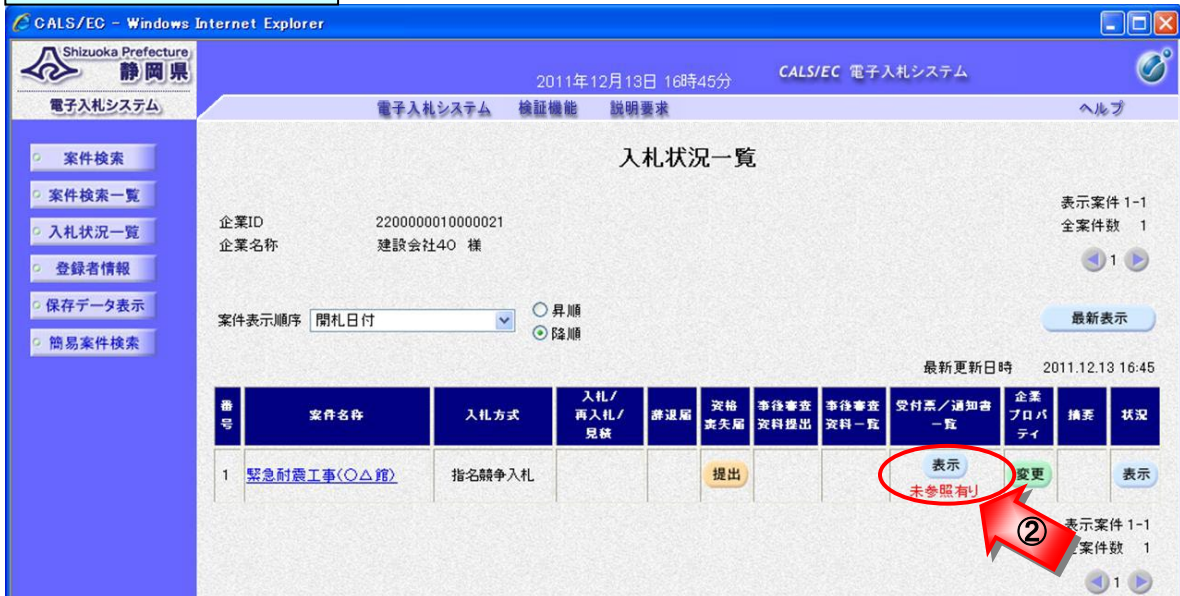 CALS/EC - Windows Internet Explorer
Shizuoka Prefecture
静岡県
2011年12月13日 16時45分
CALS/EC 電子入札システム
電子入札システム
電子入札システム 検証機能 説明要求
ヘルプ
案件検索
案件検索一覧
入札状況一覧
登録者情報
保存データ表示
簡易案件検索
入札状況一覧
表示案件 1-1
全案件数 1
1
企業ID 2200000010000021
企業名称 建設会社40 様
案件表示順序 開札日付
昇順
降順
最新表示
最新更新日時 2011.12.13 16:45
番号 案件名称 入札方式 入札/再入札/見積 辞退届 資格喪失届 事後審査資料提出 事後審査資料一覧 受付票/通知書一覧 企業プロパティ 摘要 状況
1 緊急耐震工事(〇△館) 指名競争入札 提出 表示 変更 表示
未参照有り
②
表示案件 1-1
全案件数 1
1